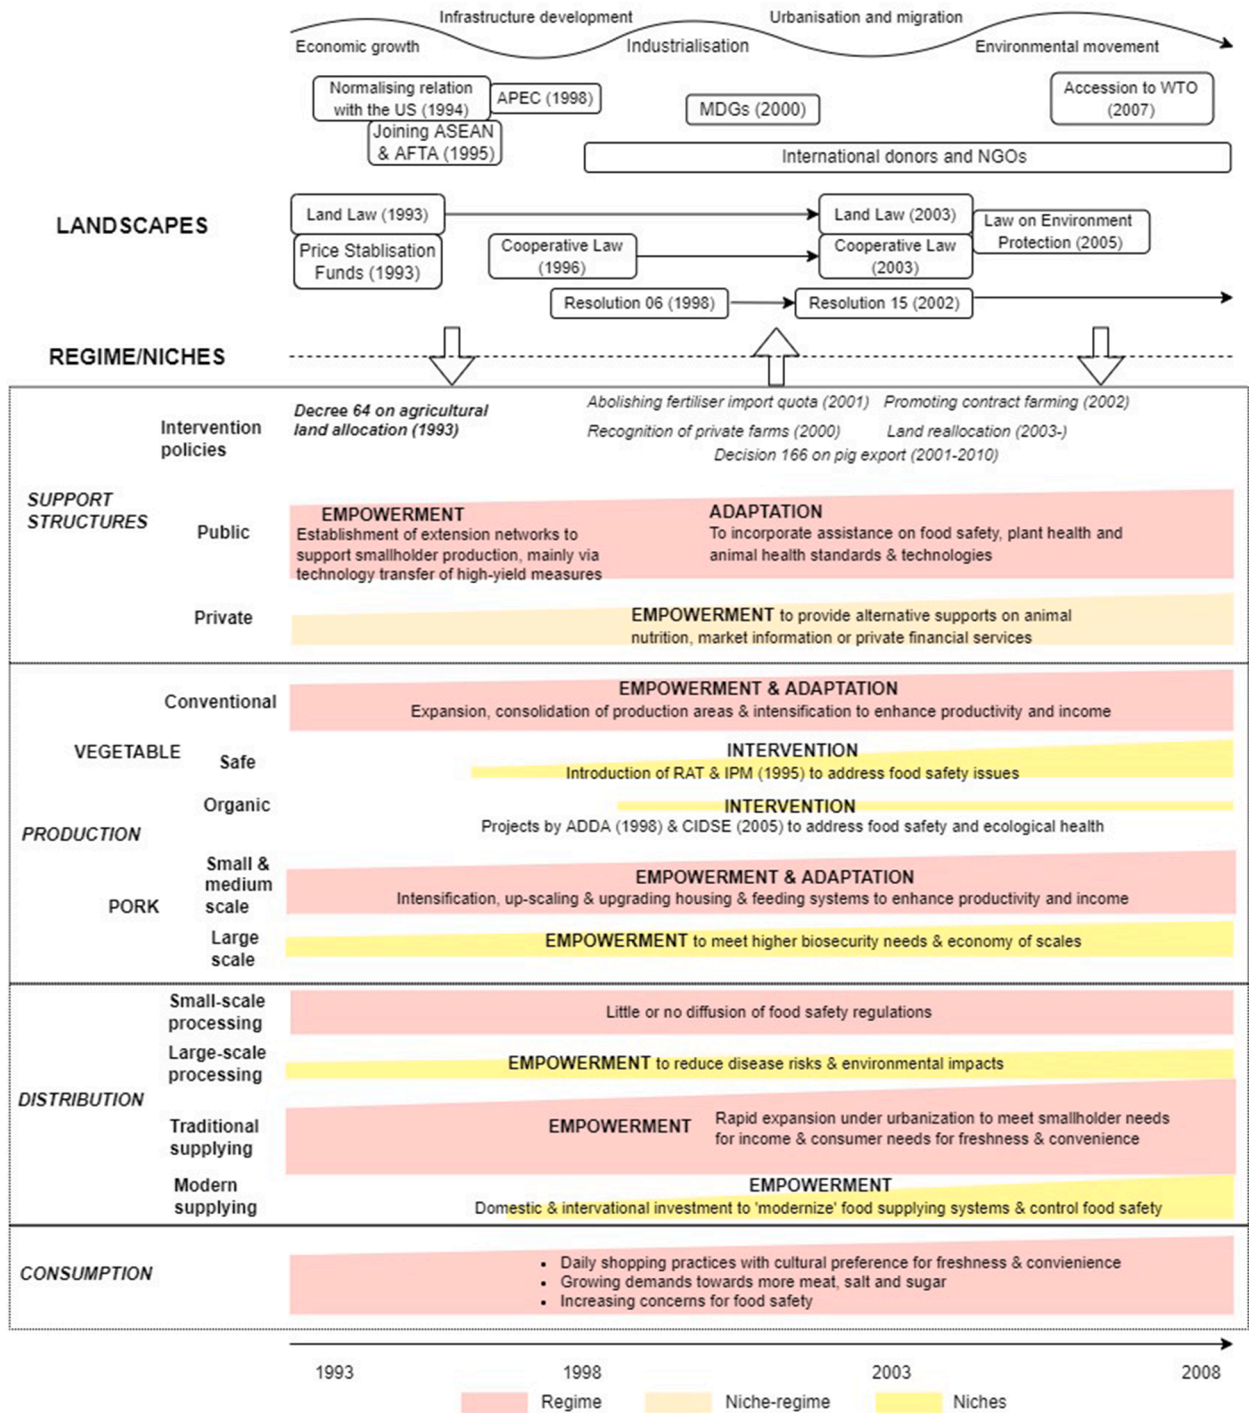 Infrastructure development
Urbanisation and migration
Economic growth
Industrialisation
Environmental movement
Normalising relation
with the US (1994)
APEC (1998)
Joining ASEAN
& AFTA (1995)
MDGs (2000)
Accession to WTO
(2007)
International donors and NGOs
LANDSCAPES
Land Law (1993)
Land Law (2003)
Law on Environment
Protection (2005)
Price Stablisation
Funds (1993)
Cooperative Law
(1996)
Cooperative Law
(2003)
Resolution 06 (1998)
Resolution 15 (2002)
REGIME/NICHES
SUPPORT
STRUCTURES
Intervention
policies
Decree 64 on agricultural
land allocation (1993)
Abolishing fertiliser import quota (2001)
Promoting contract farming (2002)
Recognition of private farms (2000)
Land reallocation (2003-)
Decision 166 on pig export (2001-2010)
Public
EMPOWERMENT
Establishment of extension networks to
support smallholder production, mainly via
technology transfer of high-yield measures
ADAPTATION
To incorporate assistance on food safety, plant health and
animal health standards & technologies
Private
EMPOWERMENT to provide alternative supports on animal
nutrition, market information or private financial services
PRODUCTION
VEGETABLE
Conventional
EMPOWERMENT & ADAPTATION
Expansion, consolidation of production areas & intensification to enhance productivity and income
Safe
INTERVENTION
Introduction of RAT & IPM (1995) to address food safety issues
Organic
INTERVENTION
Projects by ADDA (1998) & CIDSE (2005) to address food safety and ecological health
PORK
Small &
medium
scale
EMPOWERMENT & ADAPTATION
Intensification, up-scaling & upgrading housing & feeding systems to enhance productivity and income
Large
scale
EMPOWERMENT to meet higher biosecurity needs & economy of scales
DISTRIBUTION
Small-scale
processing
Little or no diffusion of food safety regulations
Large-scale
processing
EMPOWERMENT to reduce disease risks & environmental impacts
Traditional
supplying
EMPOWERMENT
Rapid expansion under urbanization to meet smallholder needs
for income & consumer needs for freshness & convenience
Modern
supplying
EMPOWERMENT
Domestic & intervational investment to 'modernize' food supplying systems & control food safety
CONSUMPTION
• Daily shopping practices with cultural preference for freshness & convienience
• Growing demands towards more meat, salt and sugar
• Increasing concerns for food safety
1993
1998
2003
2008
Regime
Niche-regime
Niches